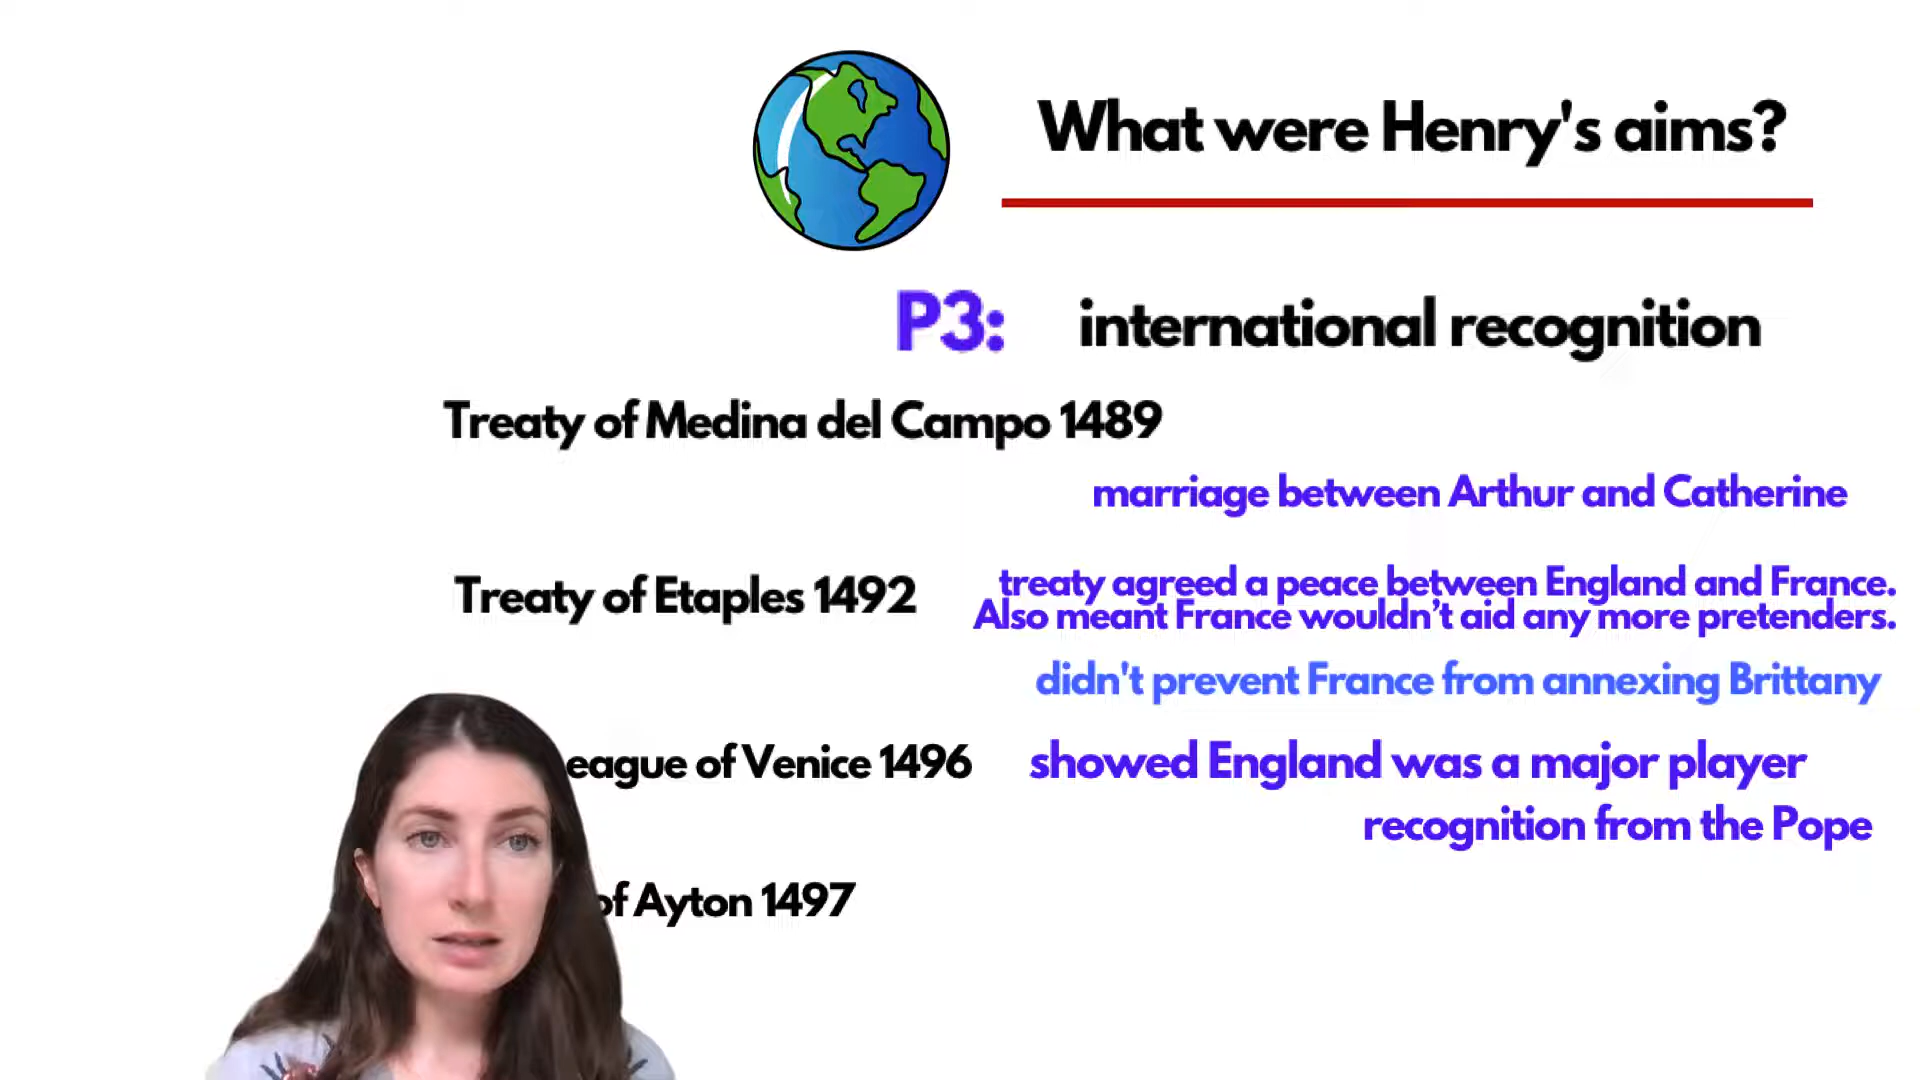 What were Henry's aims?
P3: international recognition
Treaty of Medina del Campo 1489
marriage between Arthur and Catherine
Treaty of Etaples 1492
treaty agreed a peace between England and France.
Also meant France wouldn’t aid any more pretenders.
didn't prevent France from annexing Brittany
eague of Venice 1496
showed England was a major player
recognition from the Pope
of Ayton 1497